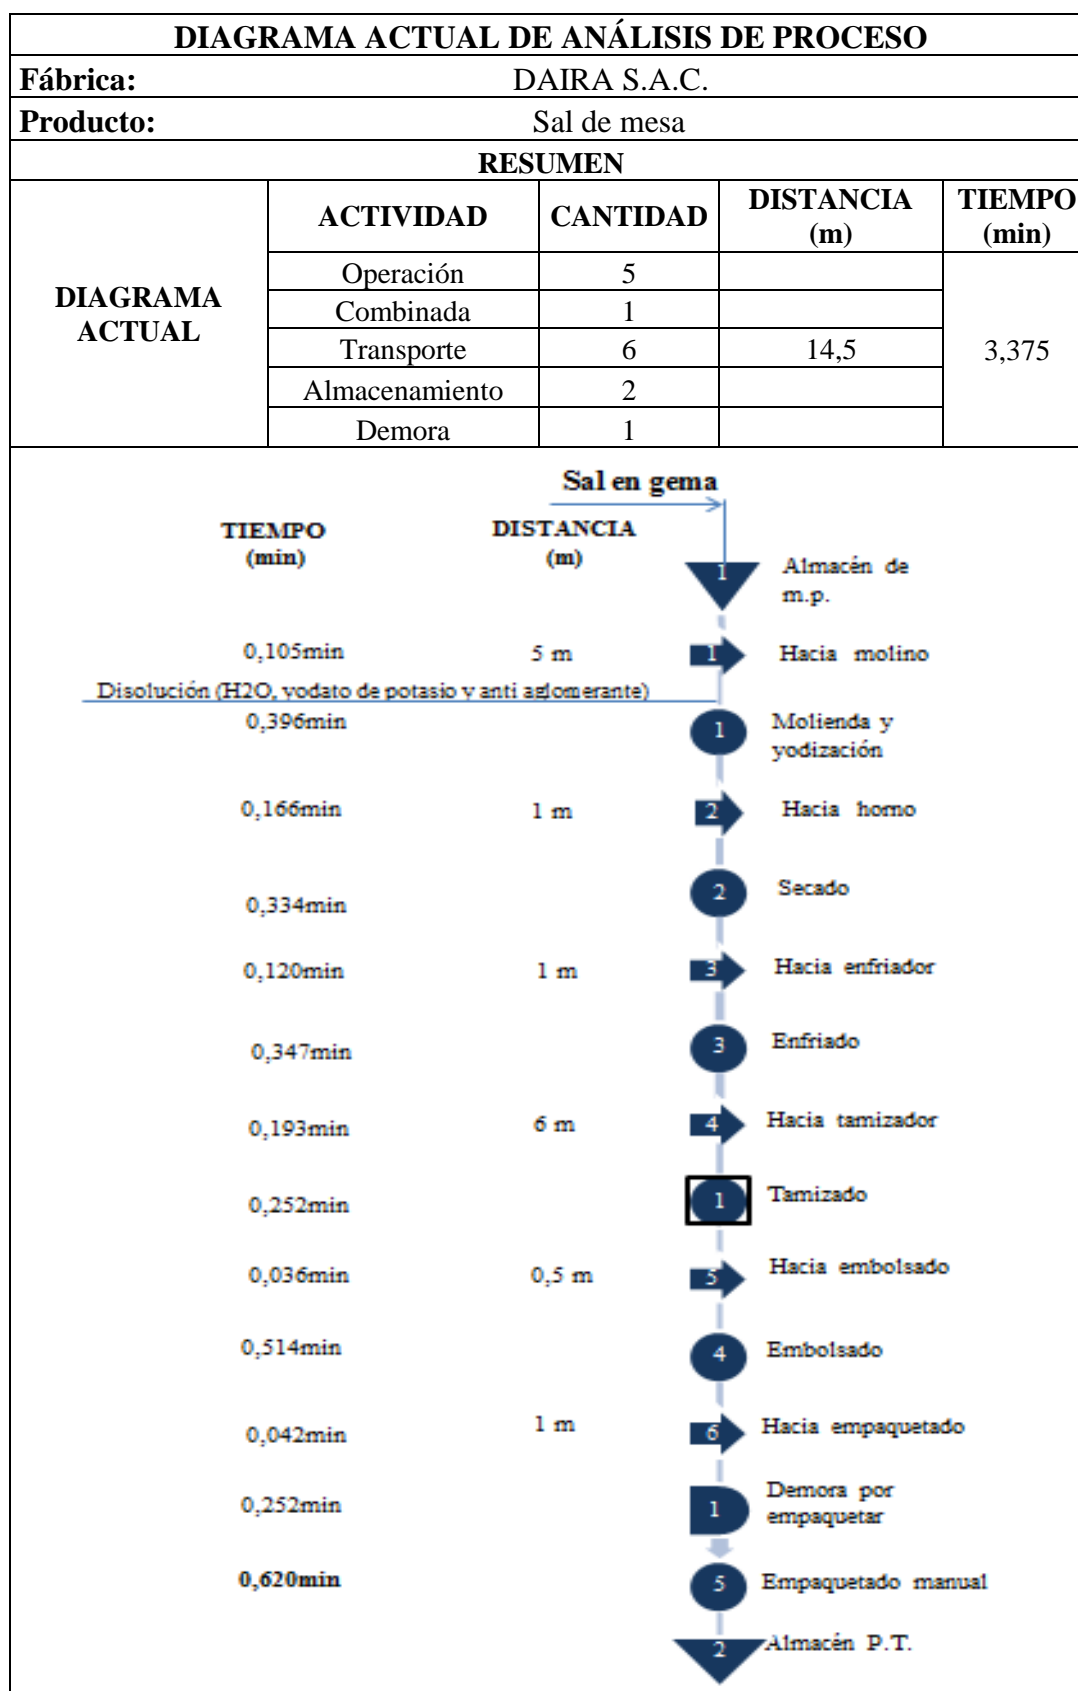 DIAGRAMA ACTUAL DE ANÁLISIS DE PROCESO
Fábrica: DAIRA S.A.C.
Producto: Sal de mesa
RESUMEN
DIAGRAMA ACTUAL
ACTIVIDAD CANTIDAD DISTANCIA (m) TIEMPO (min)
Operación 5
Combinada 1
Transporte 6 14,5 3,375
Almacenamiento 2
Demora 1
Sal en gema
TIEMPO (min) DISTANCIA (m)
1 Almacén de m.p.
0,105min 5 m 1 Hacia molino
Disolución (H2O, yodato de potasio y anti aglomerante)
0,396min 1 Molienda y yodización
0,166min 1 m 2 Hacia horno
0,334min 2 Secado
0,120min 1 m 3 Hacia enfriador
0,347min 3 Enfriado
0,193min 6 m 4 Hacia tamizador
0,252min 1 Tamizado
0,036min 0,5 m 5 Hacia embolsado
0,514min 4 Embolsado
0,042min 1 m 6 Hacia empaquetado
0,252min 1 Demora por empaquetar
0,620min 5 Empaquetado manual
2 Almacén P.T.